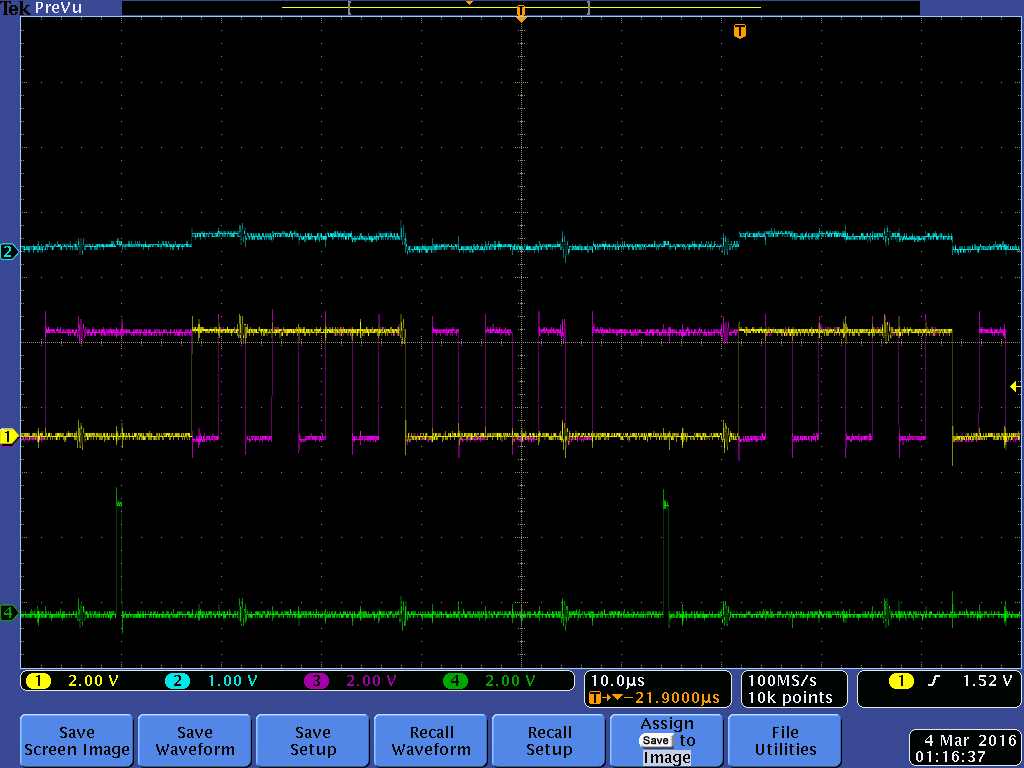 Tek PreVu
T
T
2
1
4
1 2.00 V 2 1.00 V 3 2.00 V 4 2.00 V
10.0µs
T→▼−21.9000µs
100MS/s
10k points
1 1.52 V
Save
Screen Image
Save
Waveform
Save
Setup
Recall
Waveform
Recall
Setup
Assign
Save to
Image
File
Utilities
4 Mar 2016
01:16:37